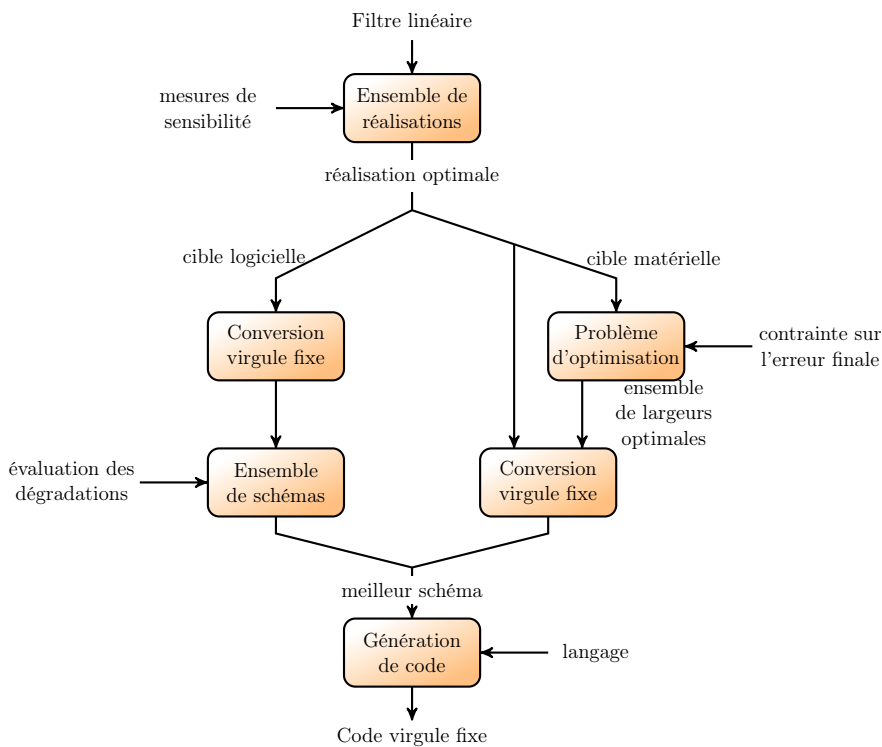 Filtre linéaire
mesures de
sensibilité
Ensemble de
réalisations
réalisation optimale
cible logicielle
cible matérielle
Conversion
virgule fixe
Problème
d'optimisation
contrainte sur
l'erreur finale
ensemble
de largeurs
optimales
évaluation des
dégradations
Ensemble
de schémas
Conversion
virgule fixe
meilleur schéma
Génération
de code
langage
Code virgule fixe